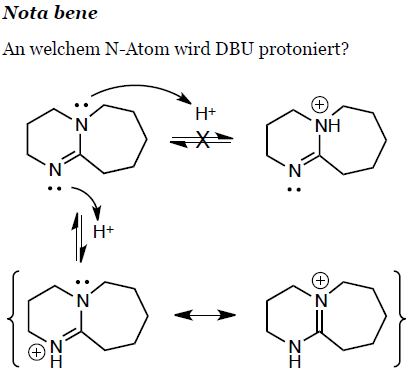 Nota bene
An welchem N-Atom wird DBU protoniert?
N
N
H+
X
⊕
NH
N
H+
N
⊕ N
H
⊕
N
N
H